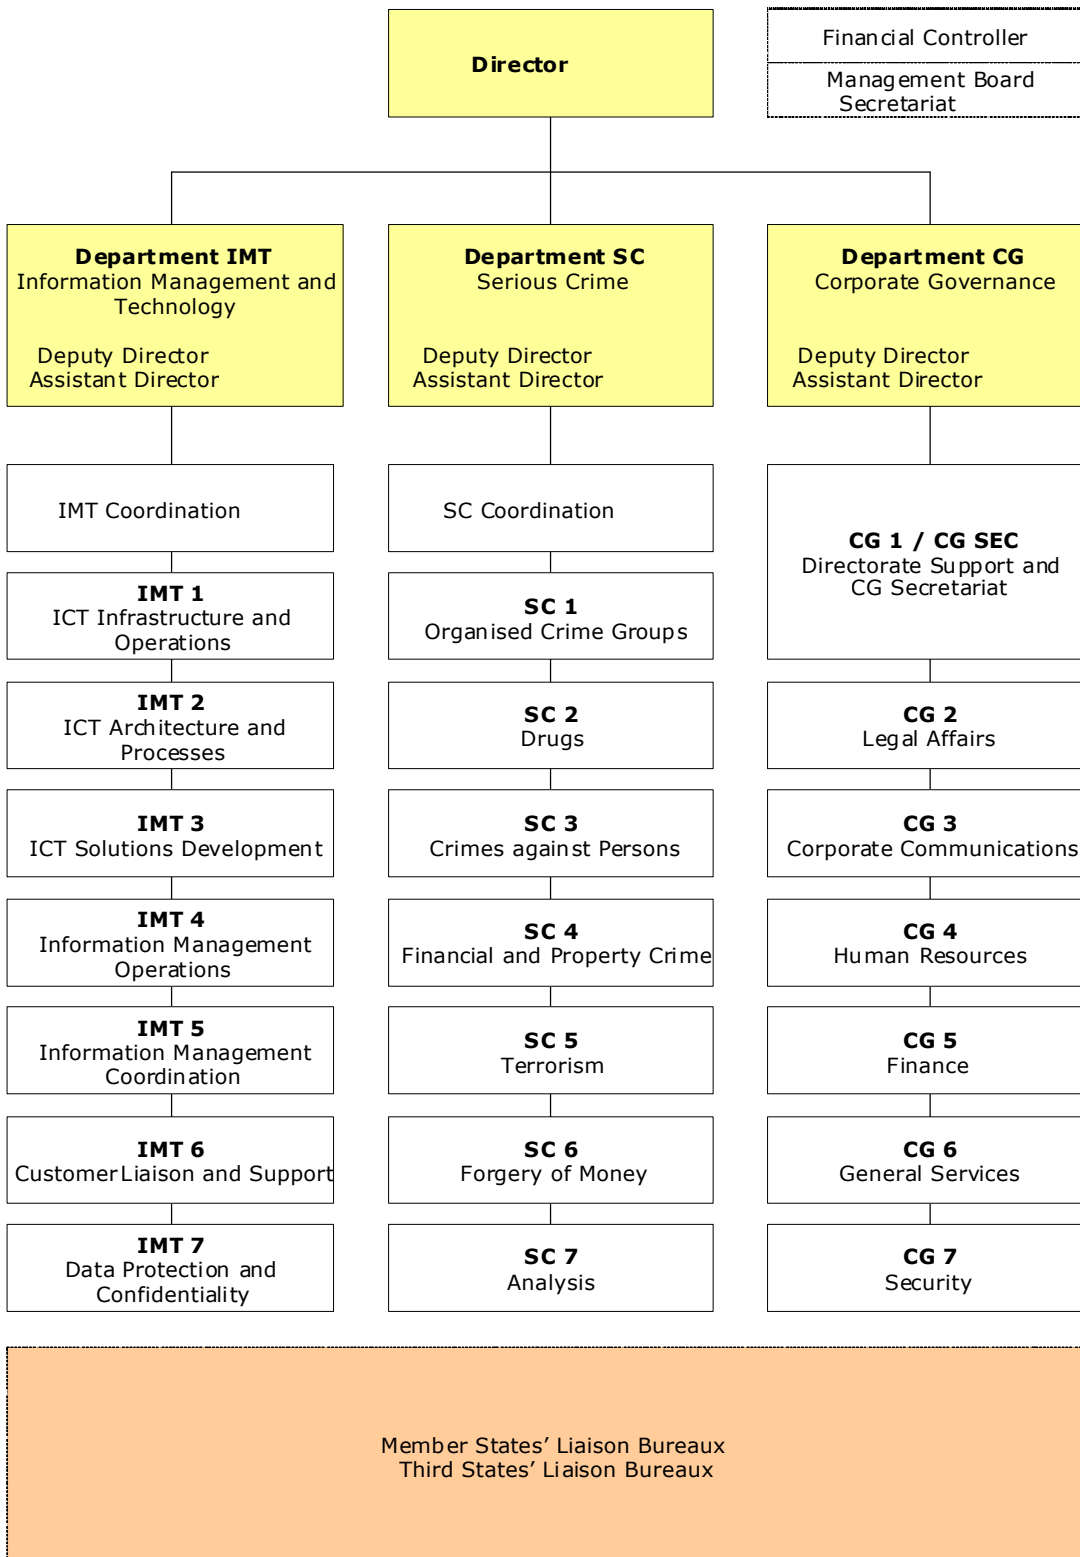 Director
Financial Controller
Management Board
Secretariat
Department IMT
Information Management and
Technology
Deputy Director
Assistant Director
Department SC
Serious Crime
Deputy Director
Assistant Director
Department CG
Corporate Governance
Deputy Director
Assistant Director
IMT Coordination
SC Coordination
CG 1 / CG SEC
Directorate Support and
CG Secretariat
IMT 1
ICT Infrastructure and
Operations
SC 1
Organised Crime Groups
IMT 2
ICT Architecture and
Processes
SC 2
Drugs
CG 2
Legal Affairs
IMT 3
ICT Solutions Development
SC 3
Crimes against Persons
CG 3
Corporate Communications
IMT 4
Information Management
Operations
SC 4
Financial and Property Crime
CG 4
Human Resources
IMT 5
Information Management
Coordination
SC 5
Terrorism
CG 5
Finance
IMT 6
Customer Liaison and Support
SC 6
Forgery of Money
CG 6
General Services
IMT 7
Data Protection and
Confidentiality
SC 7
Analysis
CG 7
Security
Member States’ Liaison Bureaux
Third States’ Liaison Bureaux